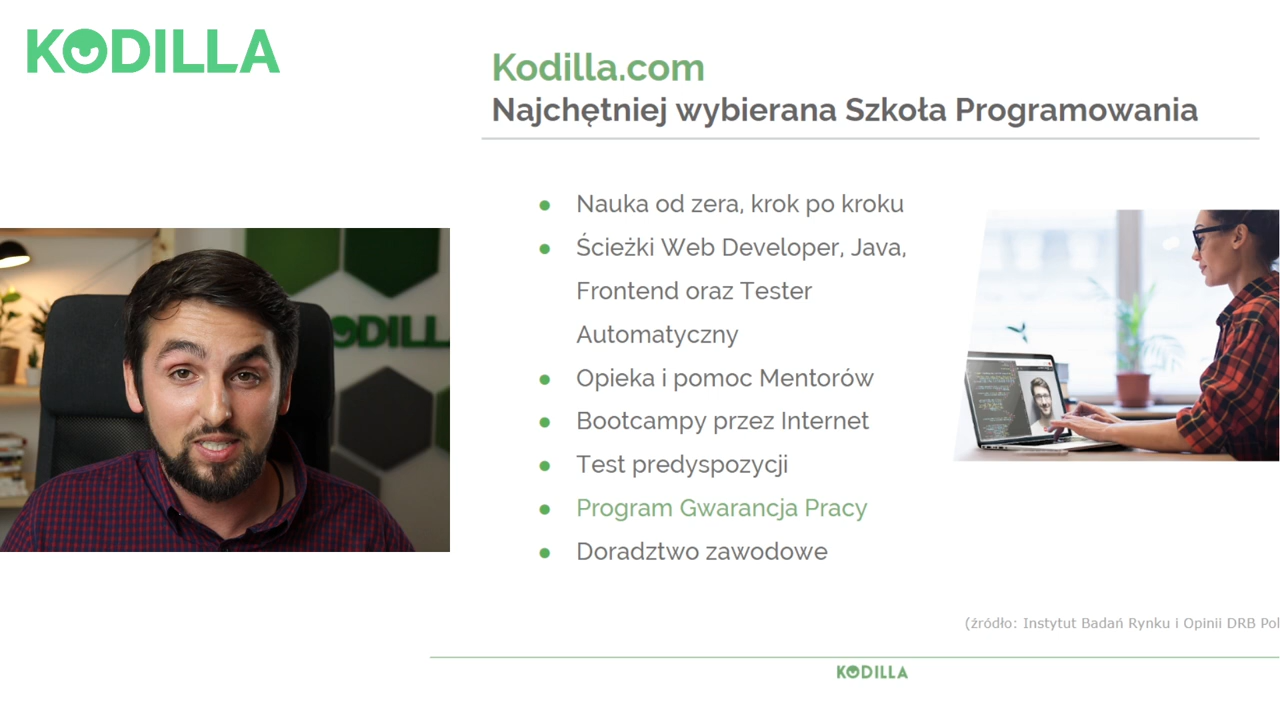 KODILLA
Kodilla.com
Najchętniej wybierana Szkoła Programowania
● Nauka od zera, krok po kroku
● Ścieżki Web Developer, Java,
Frontend oraz Tester
Automatyczny
● Opieka i pomoc Mentorów
● Bootcampy przez Internet
● Test predyspozycji
● Program Gwarancja Pracy
● Doradztwo zawodowe
(źródło: Instytut Badań Rynku i Opinii DRB Pol
KODILLA